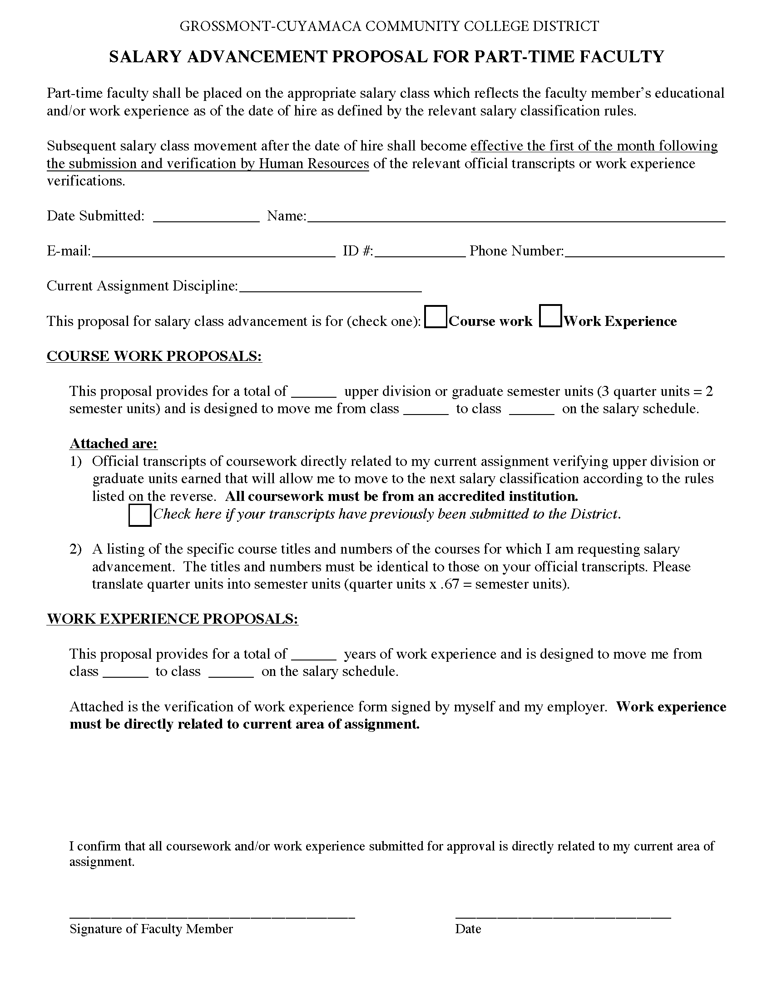 GROSSMONT-CUYAMACA COMMUNITY COLLEGE DISTRICT
SALARY ADVANCEMENT PROPOSAL FOR PART-TIME FACULTY
Part-time faculty shall be placed on the appropriate salary class which reflects the faculty member’s educational
and/or work experience as of the date of hire as defined by the relevant salary classification rules.
Subsequent salary class movement after the date of hire shall become effective the first of the month following
the submission and verification by Human Resources of the relevant official transcripts or work experience
verifications.
Date Submitted: ______________ Name:_______________________________________________________
E-mail:________________________________ ID #:____________ Phone Number:_____________________
Current Assignment Discipline:________________________
This proposal for salary class advancement is for (check one): Course work Work Experience
COURSE WORK PROPOSALS:
This proposal provides for a total of ______ upper division or graduate semester units (3 quarter units = 2
semester units) and is designed to move me from class ______ to class ______ on the salary schedule.
Attached are:
1) Official transcripts of coursework directly related to my current assignment verifying upper division or
graduate units earned that will allow me to move to the next salary classification according to the rules
listed on the reverse. All coursework must be from an accredited institution.
Check here if your transcripts have previously been submitted to the District.
2) A listing of the specific course titles and numbers of the courses for which I am requesting salary
advancement. The titles and numbers must be identical to those on your official transcripts. Please
translate quarter units into semester units (quarter units x .67 = semester units).
WORK EXPERIENCE PROPOSALS:
This proposal provides for a total of ______ years of work experience and is designed to move me from
class ______ to class ______ on the salary schedule.
Attached is the verification of work experience form signed by myself and my employer. Work experience
must be directly related to current area of assignment.
I confirm that all coursework and/or work experience submitted for approval is directly related to my current area of
assignment.
_________________________________________ _______________________________
Signature of Faculty Member Date